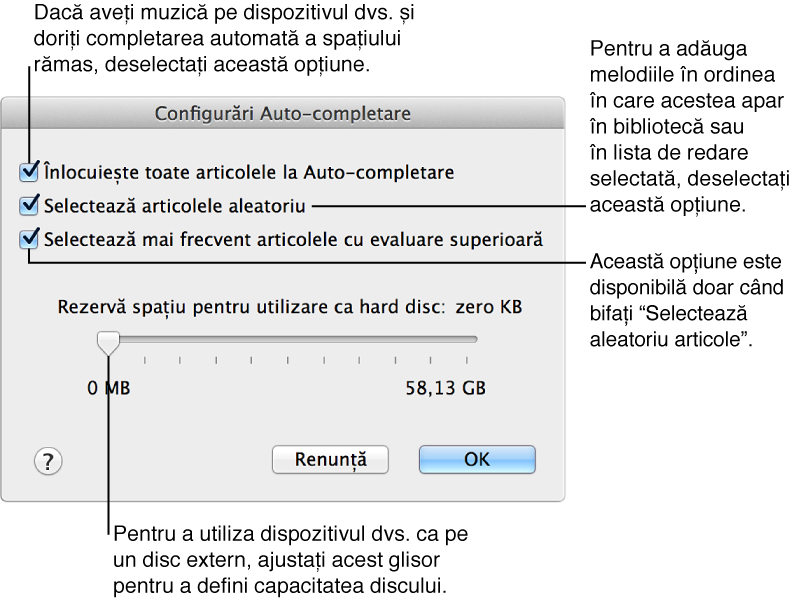 Dacă aveți muzică pe dispozitivul dvs. și
doriți completarea automată a spațiului
rămas, deselectați această opțiune.
Pentru a adăuga
melodiile în ordinea
în care acestea apar
în bibliotecă sau
în lista de redare
selectată, deselectați
această opțiune.
Configurări Auto-completare
Înlocuiește toate articolele la Auto-completare
Selectează articolele aleatoriu
Selectează mai frecvent articolele cu evaluare superioară
Această opțiune este
disponibilă doar când
bifați “Selectează
aleatoriu articole”.
Rezervă spațiu pentru utilizare ca hard disc: zero KB
0 MB 58,13 GB
? Renunță OK
Pentru a utiliza dispozitivul dvs. ca pe
un disc extern, ajustați acest glisor
pentru a defini capacitatea discului.